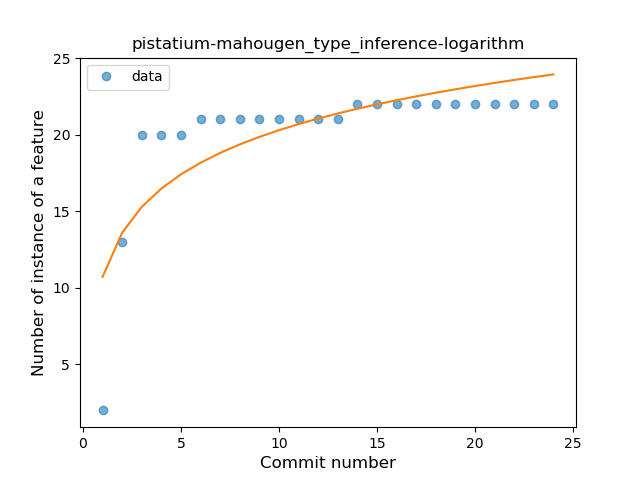 pistatium-mahougen_type_inference-logarithm
data
Number of instance of a feature
25
20
15
10
5
0
5
10
15
20
25
Commit number